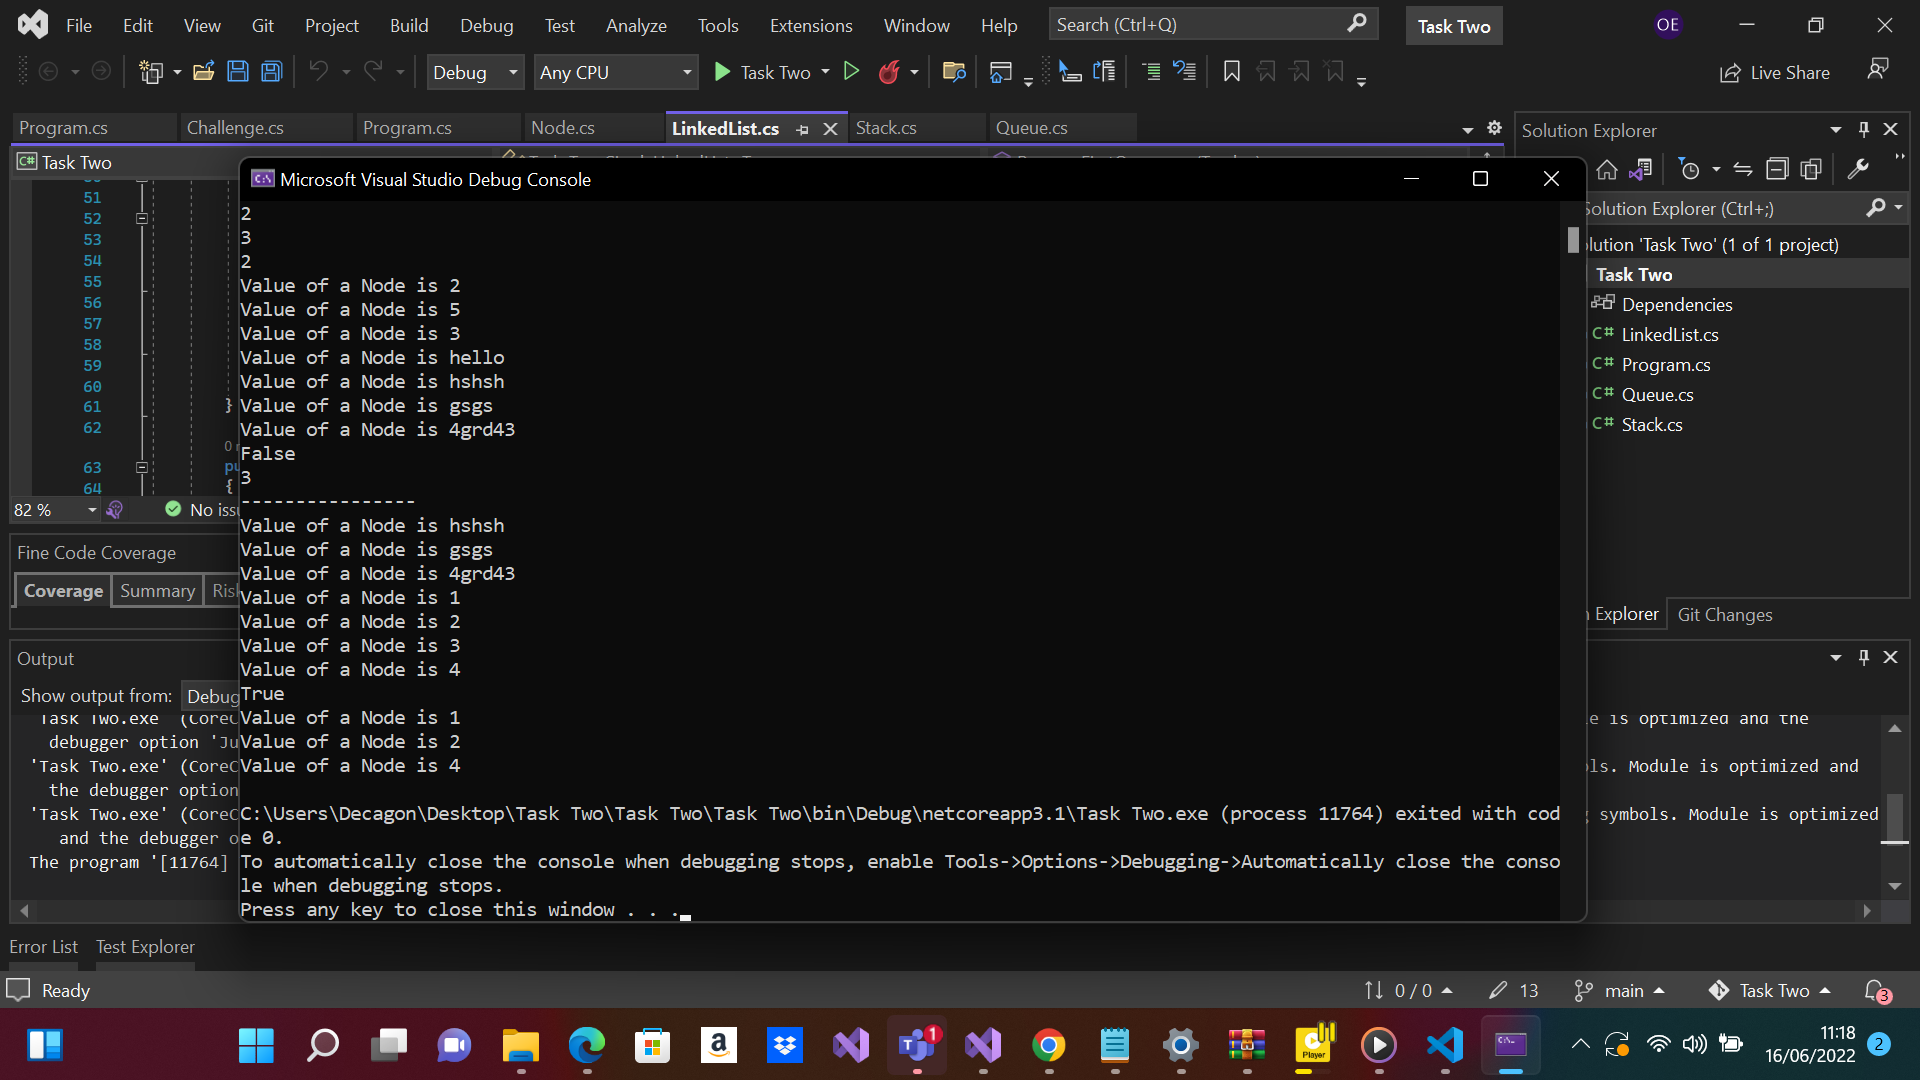 File Edit View Git Project Build Debug Test Analyze Tools Extensions Window Help Search (Ctrl+Q) Task Two OE
Debug Any CPU Task Two Live Share
Program.cs Challenge.cs Program.cs Node.cs LinkedList.cs Stack.cs Queue.cs
Solution Explorer
C# Task Two
Microsoft Visual Studio Debug Console
Solution Explorer (Ctrl+;)
lution 'Task Two' (1 of 1 project)
Task Two
Dependencies
C# LinkedList.cs
C# Program.cs
C# Queue.cs
C# Stack.cs
Explorer Git Changes
51
52
53
54
55
56
57
58
59
60
61 }
62
63 pu
64 {
82 % No issu
Fine Code Coverage
Coverage Summary Risk
Output
Show output from: Debug
'Task Two.exe' (CoreC
debugger option 'Ju
'Task Two.exe' (CoreC
the debugger option
'Task Two.exe' (CoreC
and the debugger o
The program '[11764]
2
3
2
Value of a Node is 2
Value of a Node is 5
Value of a Node is 3
Value of a Node is hello
Value of a Node is hshsh
Value of a Node is gsgs
Value of a Node is 4grd43
False
3
----------------
Value of a Node is hshsh
Value of a Node is gsgs
Value of a Node is 4grd43
Value of a Node is 1
Value of a Node is 2
Value of a Node is 3
Value of a Node is 4
True
Value of a Node is 1
Value of a Node is 2
Value of a Node is 4
C:\Users\Decagon\Desktop\Task Two\Task Two\Task Two\bin\Debug\netcoreapp3.1\Task Two.exe (process 11764) exited with cod
e 0.
To automatically close the console when debugging stops, enable Tools->Options->Debugging->Automatically close the conso
le when debugging stops.
Press any key to close this window . . .
e is optimized and the
ls. Module is optimized and
symbols. Module is optimized
Error List Test Explorer
Ready 0 / 0 13 main Task Two 3
1 Player 11:18
16/06/2022 2